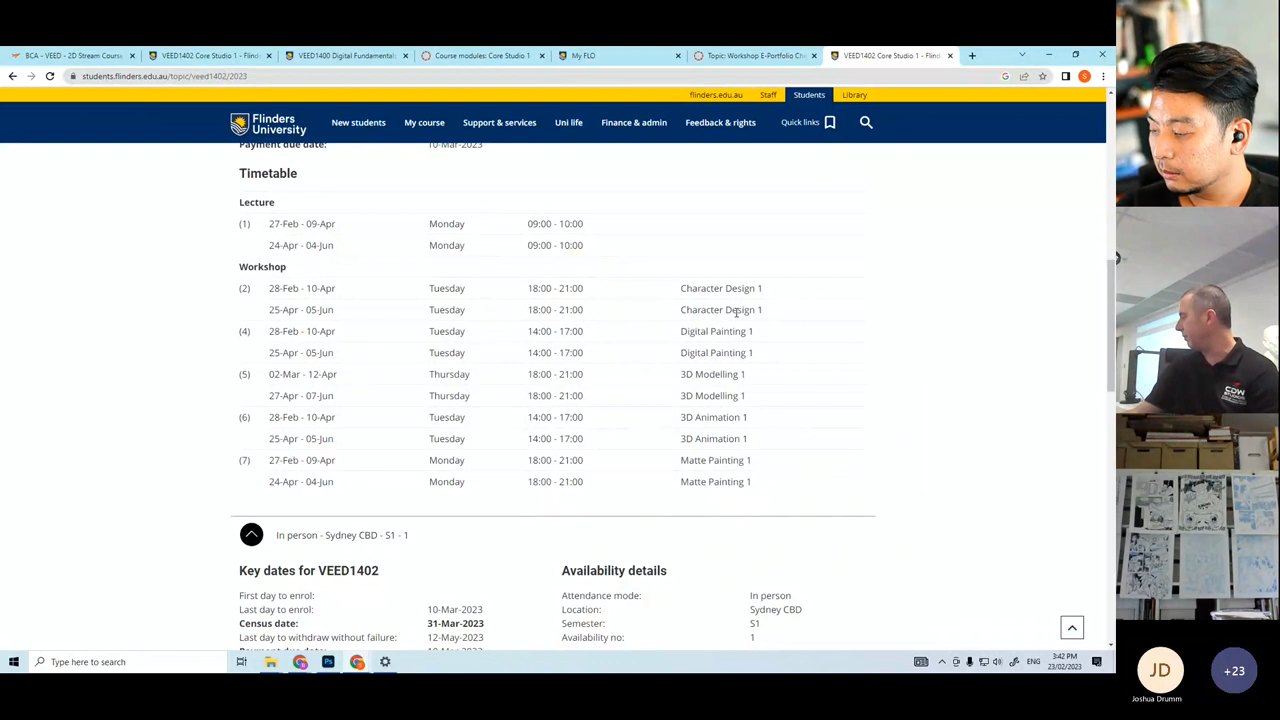 BCA - VEED - 2D Stream Course
VEED1402 Core Studio 1 - Flin
VEED1400 Digital Fundamental
Course modules: Core Studio 1
My FLO
Topic: Workshop E-Portfolio Ch
VEED1402 Core Studio 1 - Flin
students.flinders.edu.au/topic/veed1402/2023
flinders.edu.au Staff Students Library
Flinders University
New students My course Support & services Uni life Finance & admin Feedback & rights Quick links
Payment due date: 10-Mar-2023
Timetable
Lecture
(1) 27-Feb - 09-Apr Monday 09:00 - 10:00
24-Apr - 04-Jun Monday 09:00 - 10:00
Workshop
(2) 28-Feb - 10-Apr Tuesday 18:00 - 21:00 Character Design 1
25-Apr - 05-Jun Tuesday 18:00 - 21:00 Character Design 1
(4) 28-Feb - 10-Apr Tuesday 14:00 - 17:00 Digital Painting 1
25-Apr - 05-Jun Tuesday 14:00 - 17:00 Digital Painting 1
(5) 02-Mar - 12-Apr Thursday 18:00 - 21:00 3D Modelling 1
27-Apr - 07-Jun Thursday 18:00 - 21:00 3D Modelling 1
(6) 28-Feb - 10-Apr Tuesday 14:00 - 17:00 3D Animation 1
25-Apr - 05-Jun Tuesday 14:00 - 17:00 3D Animation 1
(7) 27-Feb - 09-Apr Monday 18:00 - 21:00 Matte Painting 1
24-Apr - 04-Jun Monday 18:00 - 21:00 Matte Painting 1
In person - Sydney CBD - S1 - 1
Key dates for VEED1402 Availability details
First day to enrol: Attendance mode: In person
Last day to enrol: 10-Mar-2023 Location: Sydney CBD
Census date: 31-Mar-2023 Semester: S1
Last day to withdraw without failure: 12-May-2023 Availability no: 1
Type here to search
ENG
3:42 PM
23/02/2023
CDW
JD
Joshua Drumm
+23